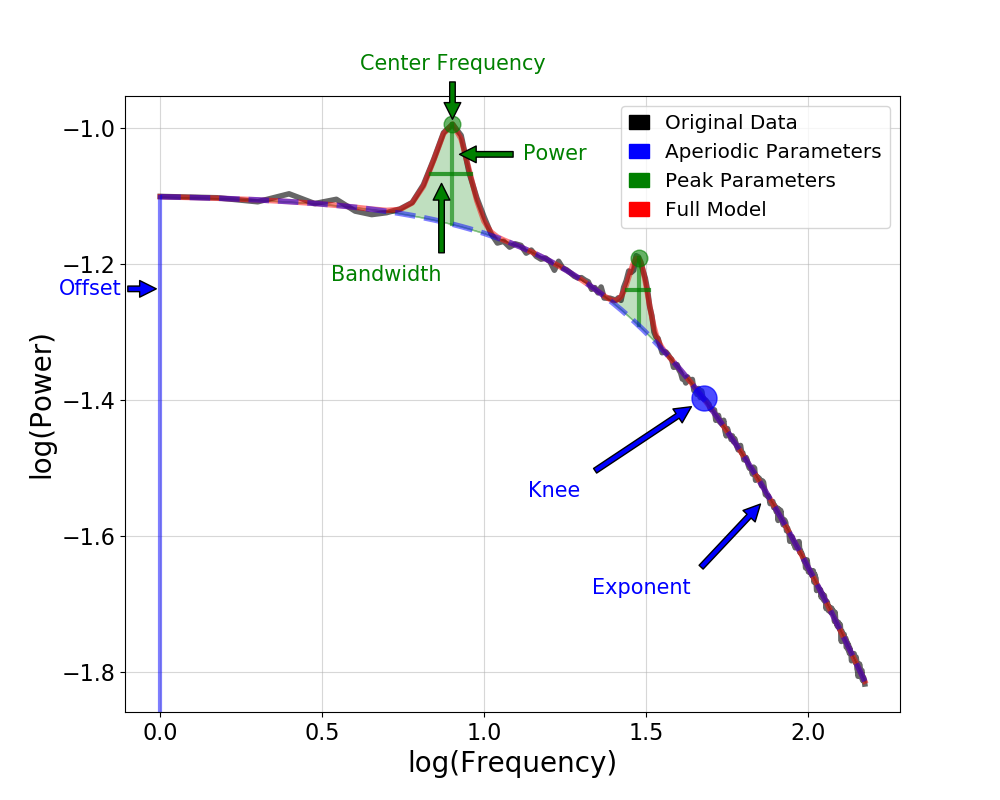 Center Frequency
Original Data
Aperiodic Parameters
Peak Parameters
Full Model
Power
Bandwidth
Offset
Knee
Exponent
log(Power)
−1.0
−1.2
−1.4
−1.6
−1.8
0.0
0.5
1.0
1.5
2.0
log(Frequency)